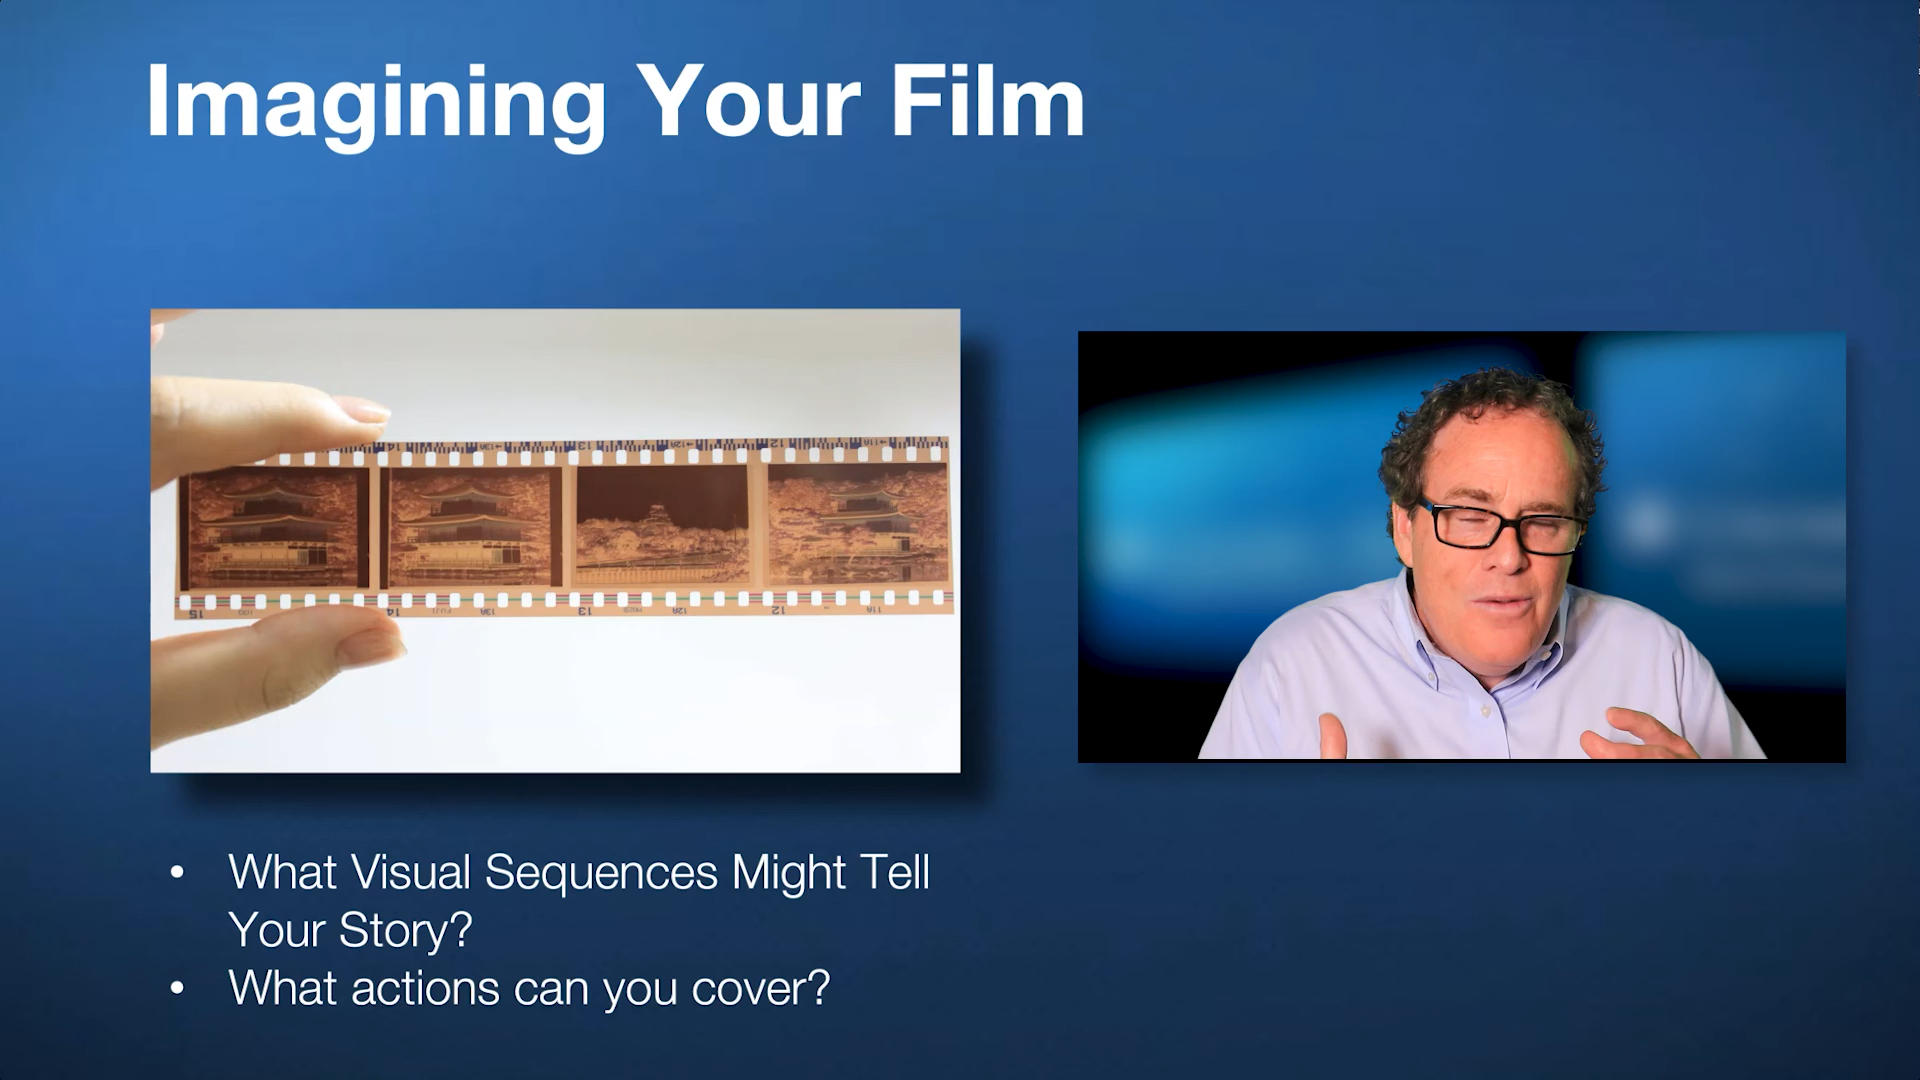 Imagining Your Film
What Visual Sequences Might Tell
Your Story?
What actions can you cover?